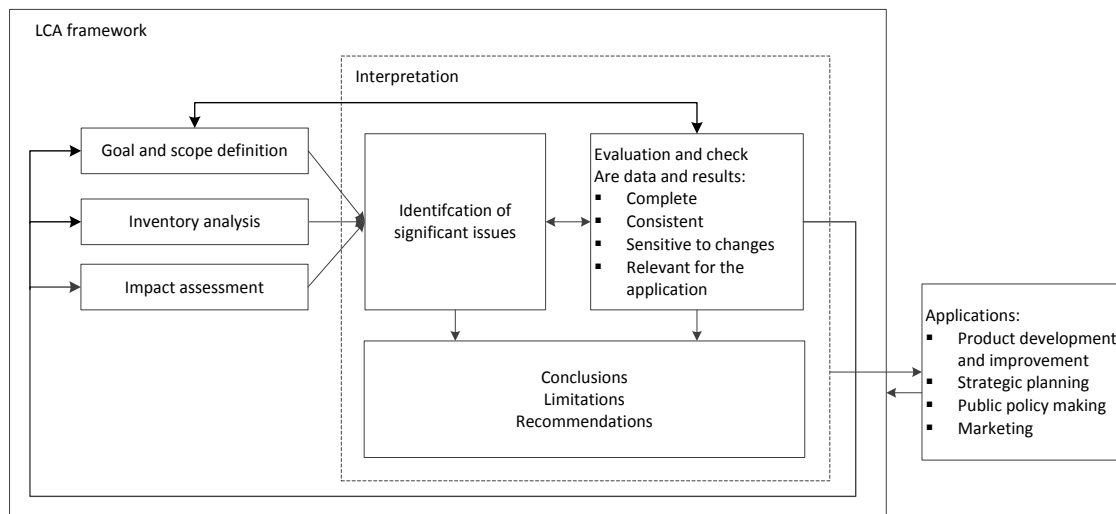 LCA framework
Interpretation
Goal and scope definition
Inventory analysis
Impact assessment
Identifcation of
significant issues
Evaluation and check
Are data and results:
▪ Complete
▪ Consistent
▪ Sensitive to changes
▪ Relevant for the
application
Conclusions
Limitations
Recommendations
Applications:
▪ Product development
and improvement
▪ Strategic planning
▪ Public policy making
▪ Marketing